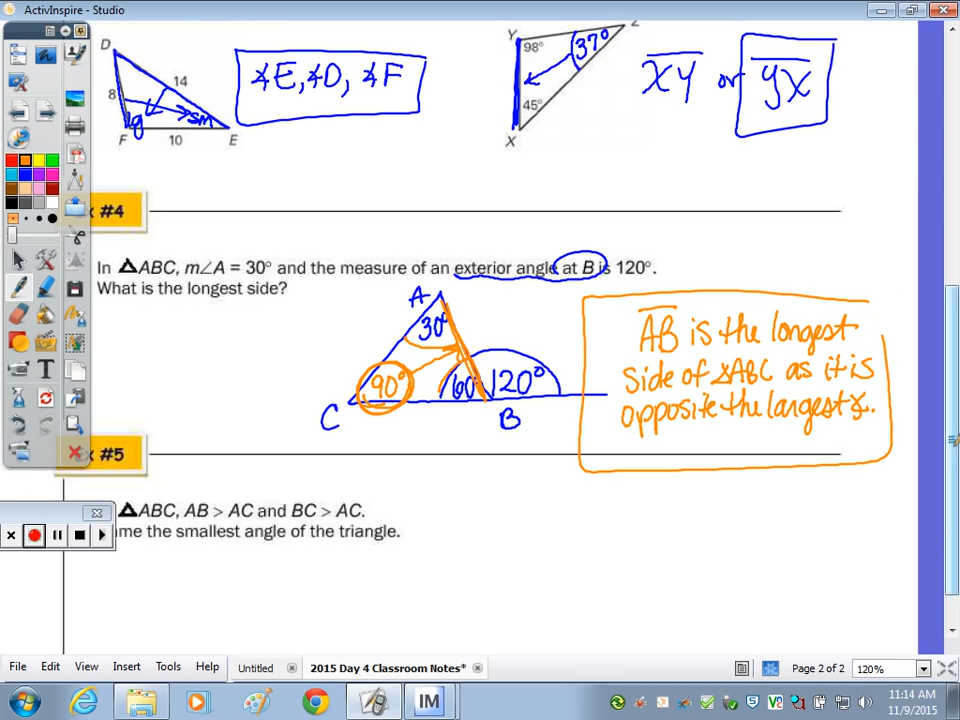 ActivInspire - Studio
D
14
8
lg
sm
F
10
E
∡E, ∡D, ∡F
Y
Z
98°
37°
45°
X
XY or YX
x #4
In △ABC, m∠A = 30° and the measure of an exterior angle at B is 120°.
What is the longest side?
A
30°
90°
60
120°
C
B
AB is the longest
side of △ABC as it is
opposite the largest ∡.
x #5
△ABC, AB > AC and BC > AC.
me the smallest angle of the triangle.
File Edit View Insert Tools Help Untitled 2015 Day 4 Classroom Notes* Page 2 of 2 120%
IM
11:14 AM
11/9/2015